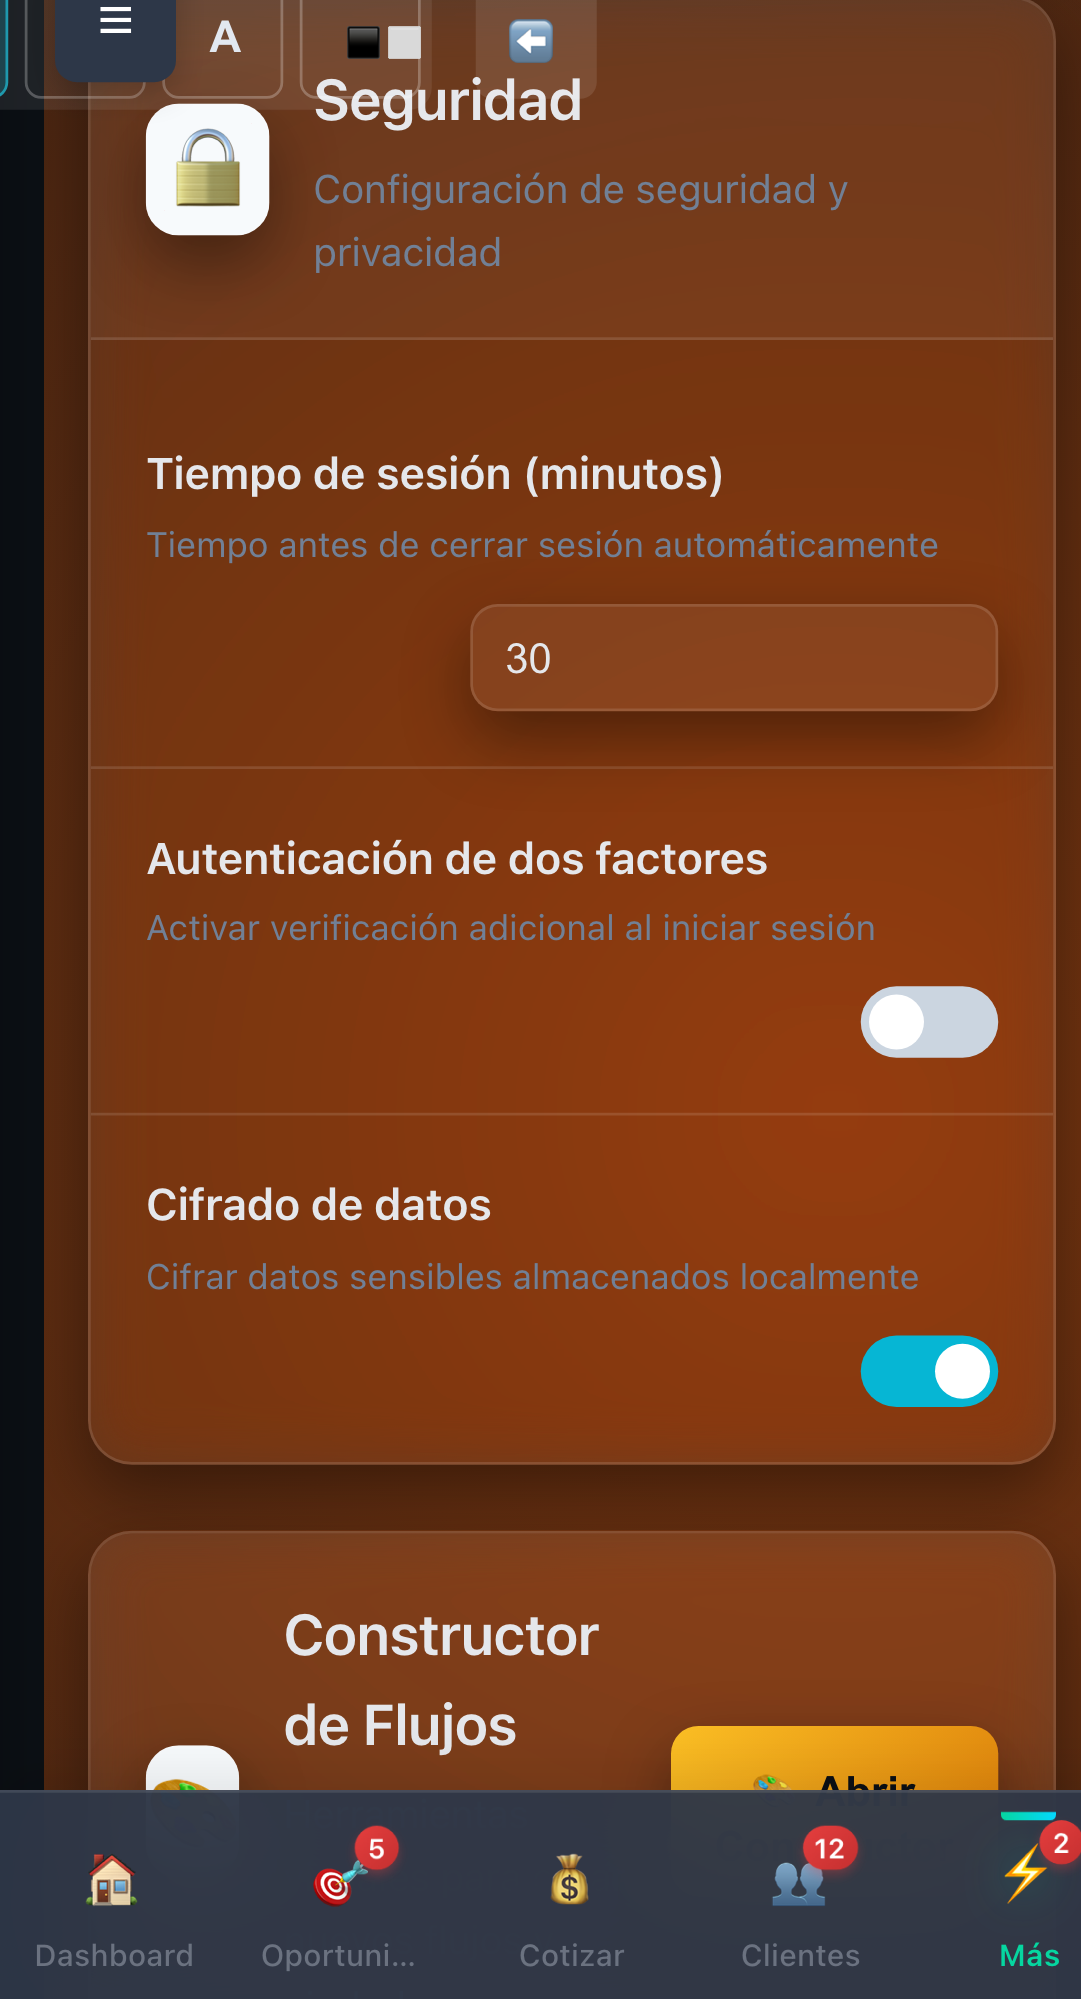 A
Seguridad
Configuración de seguridad y
privacidad
Tiempo de sesión (minutos)
Tiempo antes de cerrar sesión automáticamente
30
Autenticación de dos factores
Activar verificación adicional al iniciar sesión
Cifrado de datos
Cifrar datos sensibles almacenados localmente
Constructor
de Flujos
Abrir
5
12
2
Dashboard
Oportuni...
Cotizar
Clientes
Más